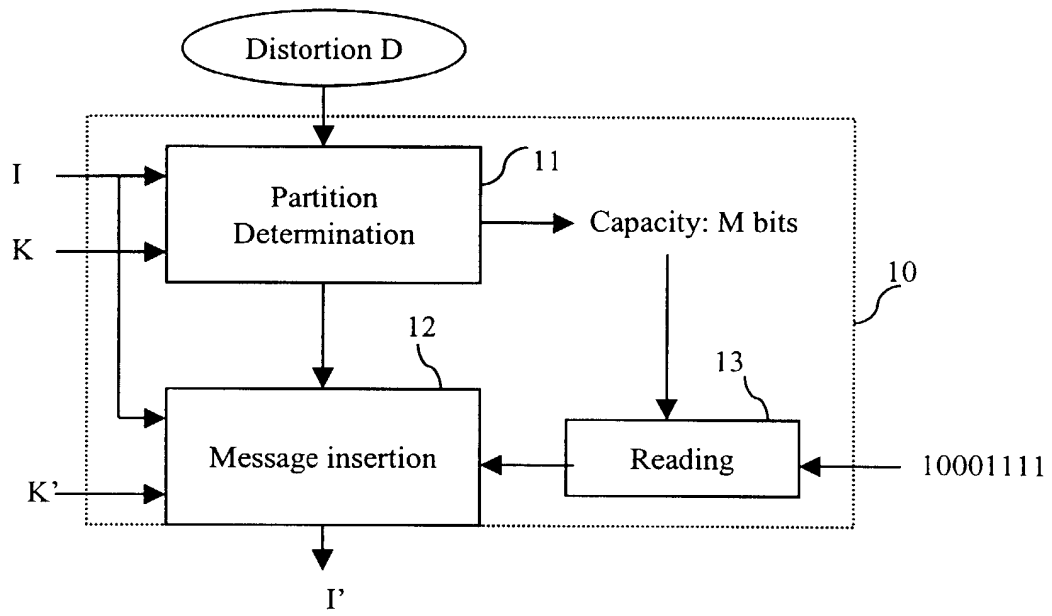 Distortion D
I
11
Partition
Determination
Capacity: M bits
K
10
12
13
Message insertion
Reading
10001111
K’
I’